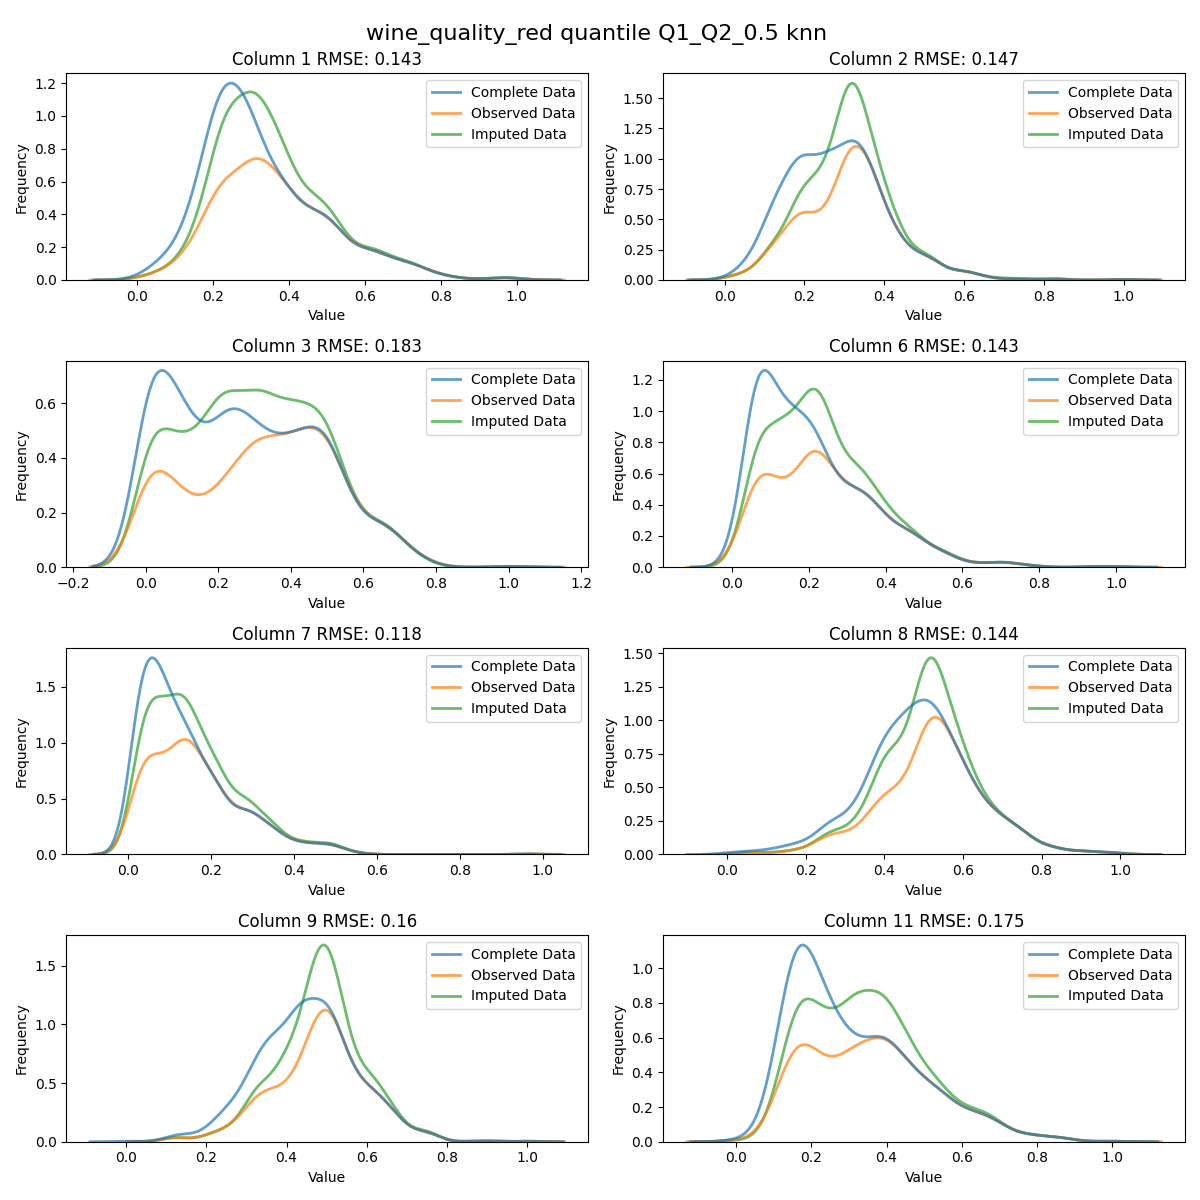 wine_quality_red quantile Q1_Q2_0.5 knn
Column 1 RMSE: 0.143
Frequency
1.2
1.0
0.8
0.6
0.4
0.2
0.0
Complete Data
Observed Data
Imputed Data
0.0 0.2 0.4 0.6 0.8 1.0
Value
Column 2 RMSE: 0.147
Frequency
1.50
1.25
1.00
0.75
0.50
0.25
0.00
Complete Data
Observed Data
Imputed Data
0.0 0.2 0.4 0.6 0.8 1.0
Value
Column 3 RMSE: 0.183
Frequency
0.6
0.4
0.2
0.0
Complete Data
Observed Data
Imputed Data
−0.2 0.0 0.2 0.4 0.6 0.8 1.0 1.2
Value
Column 6 RMSE: 0.143
Frequency
1.2
1.0
0.8
0.6
0.4
0.2
0.0
Complete Data
Observed Data
Imputed Data
0.0 0.2 0.4 0.6 0.8 1.0
Value
Column 7 RMSE: 0.118
Frequency
1.5
1.0
0.5
0.0
Complete Data
Observed Data
Imputed Data
0.0 0.2 0.4 0.6 0.8 1.0
Value
Column 8 RMSE: 0.144
Frequency
1.50
1.25
1.00
0.75
0.50
0.25
0.00
Complete Data
Observed Data
Imputed Data
0.0 0.2 0.4 0.6 0.8 1.0
Value
Column 9 RMSE: 0.16
Frequency
1.5
1.0
0.5
0.0
Complete Data
Observed Data
Imputed Data
0.0 0.2 0.4 0.6 0.8 1.0
Value
Column 11 RMSE: 0.175
Frequency
1.0
0.8
0.6
0.4
0.2
0.0
Complete Data
Observed Data
Imputed Data
0.0 0.2 0.4 0.6 0.8 1.0
Value